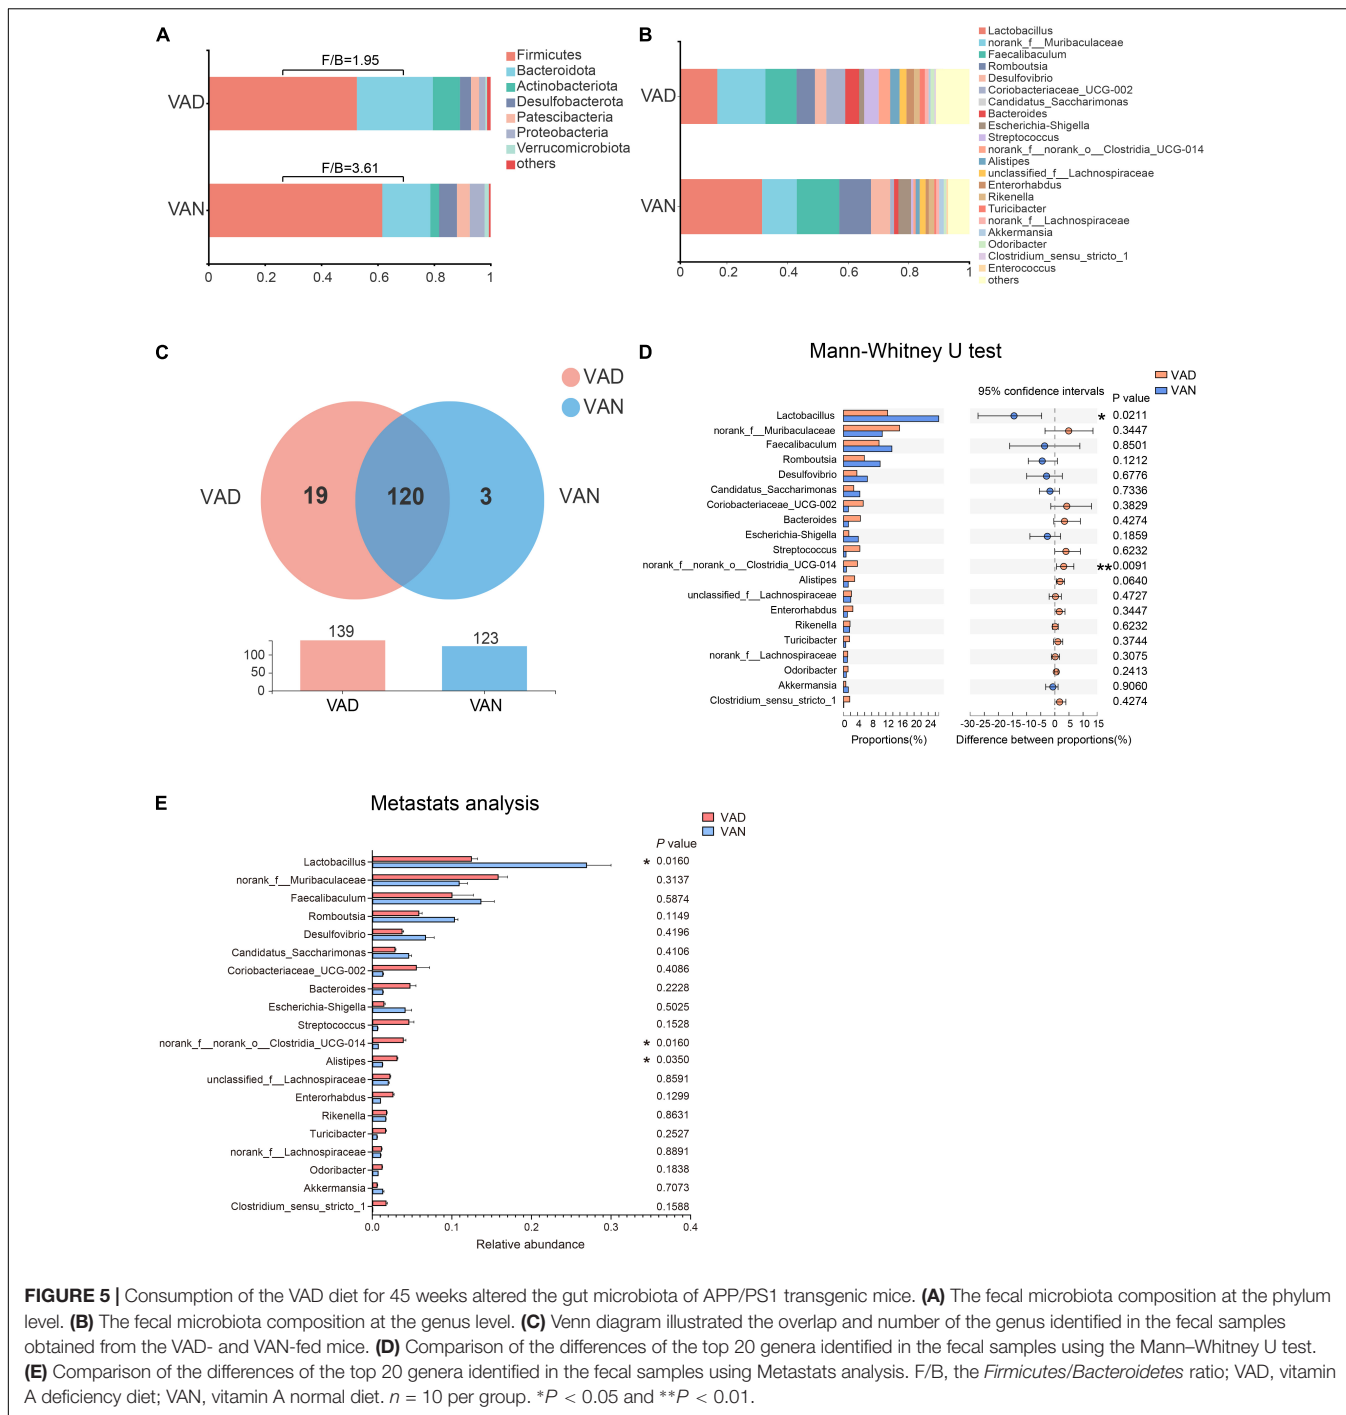 A
F/B=1.95
VAD
F/B=3.61
VAN
0 0.2 0.4 0.6 0.8 1
Firmicutes
Bacteroidota
Actinobacteriota
Desulfobacterota
Patescibacteria
Proteobacteria
Verrucomicrobiota
others
B
VAD
VAN
0 0.2 0.4 0.6 0.8 1
Lactobacillus
norank_f__Muribaculaceae
Faecalibaculum
Romboutsia
Desulfovibrio
Coriobacteriaceae_UCG-002
Candidatus_Saccharimonas
Bacteroides
Escherichia-Shigella
Streptococcus
norank_f__norank_o__Clostridia_UCG-014
Alistipes
unclassified_f__Lachnospiraceae
Enterorhabdus
Rikenella
Turicibacter
norank_f__Lachnospiraceae
Akkermansia
Odoribacter
Clostridium_sensu_stricto_1
Enterococcus
others
C
VAD
VAN
VAD 19 120 3 VAN
139 123
100
50
0
VAD VAN
D
Mann-Whitney U test
VAD
VAN
95% confidence intervals
P value
Lactobacillus * 0.0211
norank_f__Muribaculaceae 0.3447
Faecalibaculum 0.8501
Romboutsia 0.1212
Desulfovibrio 0.6776
Candidatus_Saccharimonas 0.7336
Coriobacteriaceae_UCG-002 0.3829
Bacteroides 0.4274
Escherichia-Shigella 0.1859
Streptococcus 0.6232
norank_f__norank_o__Clostridia_UCG-014 ** 0.0091
Alistipes 0.0640
unclassified_f__Lachnospiraceae 0.4727
Enterorhabdus 0.3447
Rikenella 0.6232
Turicibacter 0.3744
norank_f__Lachnospiraceae 0.3075
Odoribacter 0.2413
Akkermansia 0.9060
Clostridium_sensu_stricto_1 0.4274
0 4 8 12 16 20 24 -30 -25 -20 -15 -10 -5 0 5 10 15
Proportions(%) Difference between proportions(%)
E
Metastats analysis
VAD
VAN
P value
Lactobacillus * 0.0160
norank_f__Muribaculaceae 0.3137
Faecalibaculum 0.5874
Romboutsia 0.1149
Desulfovibrio 0.4196
Candidatus_Saccharimonas 0.4106
Coriobacteriaceae_UCG-002 0.4086
Bacteroides 0.2228
Escherichia-Shigella 0.5025
Streptococcus 0.1528
norank_f__norank_o__Clostridia_UCG-014 * 0.0160
Alistipes * 0.0350
unclassified_f__Lachnospiraceae 0.8591
Enterorhabdus 0.1299
Rikenella 0.8631
Turicibacter 0.2527
norank_f__Lachnospiraceae 0.8891
Odoribacter 0.1838
Akkermansia 0.7073
Clostridium_sensu_stricto_1 0.1588
0.0 0.1 0.2 0.3 0.4
Relative abundance
FIGURE 5 | Consumption of the VAD diet for 45 weeks altered the gut microbiota of APP/PS1 transgenic mice. (A) The fecal microbiota composition at the phylum
level. (B) The fecal microbiota composition at the genus level. (C) Venn diagram illustrated the overlap and number of the genus identified in the fecal samples
obtained from the VAD- and VAN-fed mice. (D) Comparison of the differences of the top 20 genera identified in the fecal samples using the Mann–Whitney U test.
(E) Comparison of the differences of the top 20 genera identified in the fecal samples using Metastats analysis. F/B, the Firmicutes/Bacteroidetes ratio; VAD, vitamin
A deficiency diet; VAN, vitamin A normal diet. n = 10 per group. *P < 0.05 and **P < 0.01.